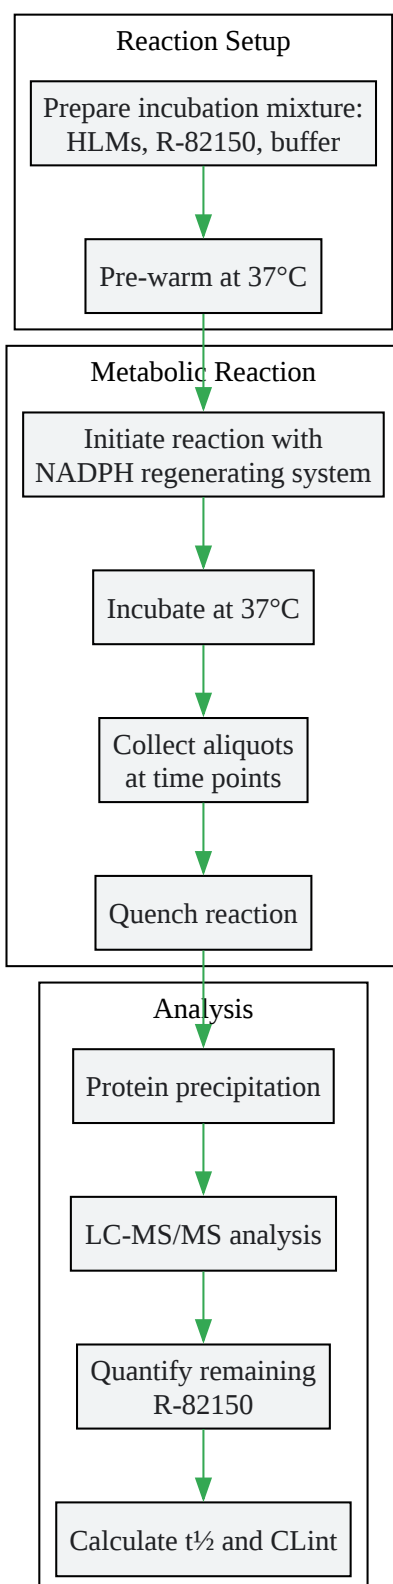 Reaction Setup
Prepare incubation mixture:
HLMs, R-82150, buffer
Pre-warm at 37°C
Metabolic Reaction
Initiate reaction with
NADPH regenerating system
Incubate at 37°C
Collect aliquots
at time points
Quench reaction
Analysis
Protein precipitation
LC-MS/MS analysis
Quantify remaining
R-82150
Calculate t½ and CLint